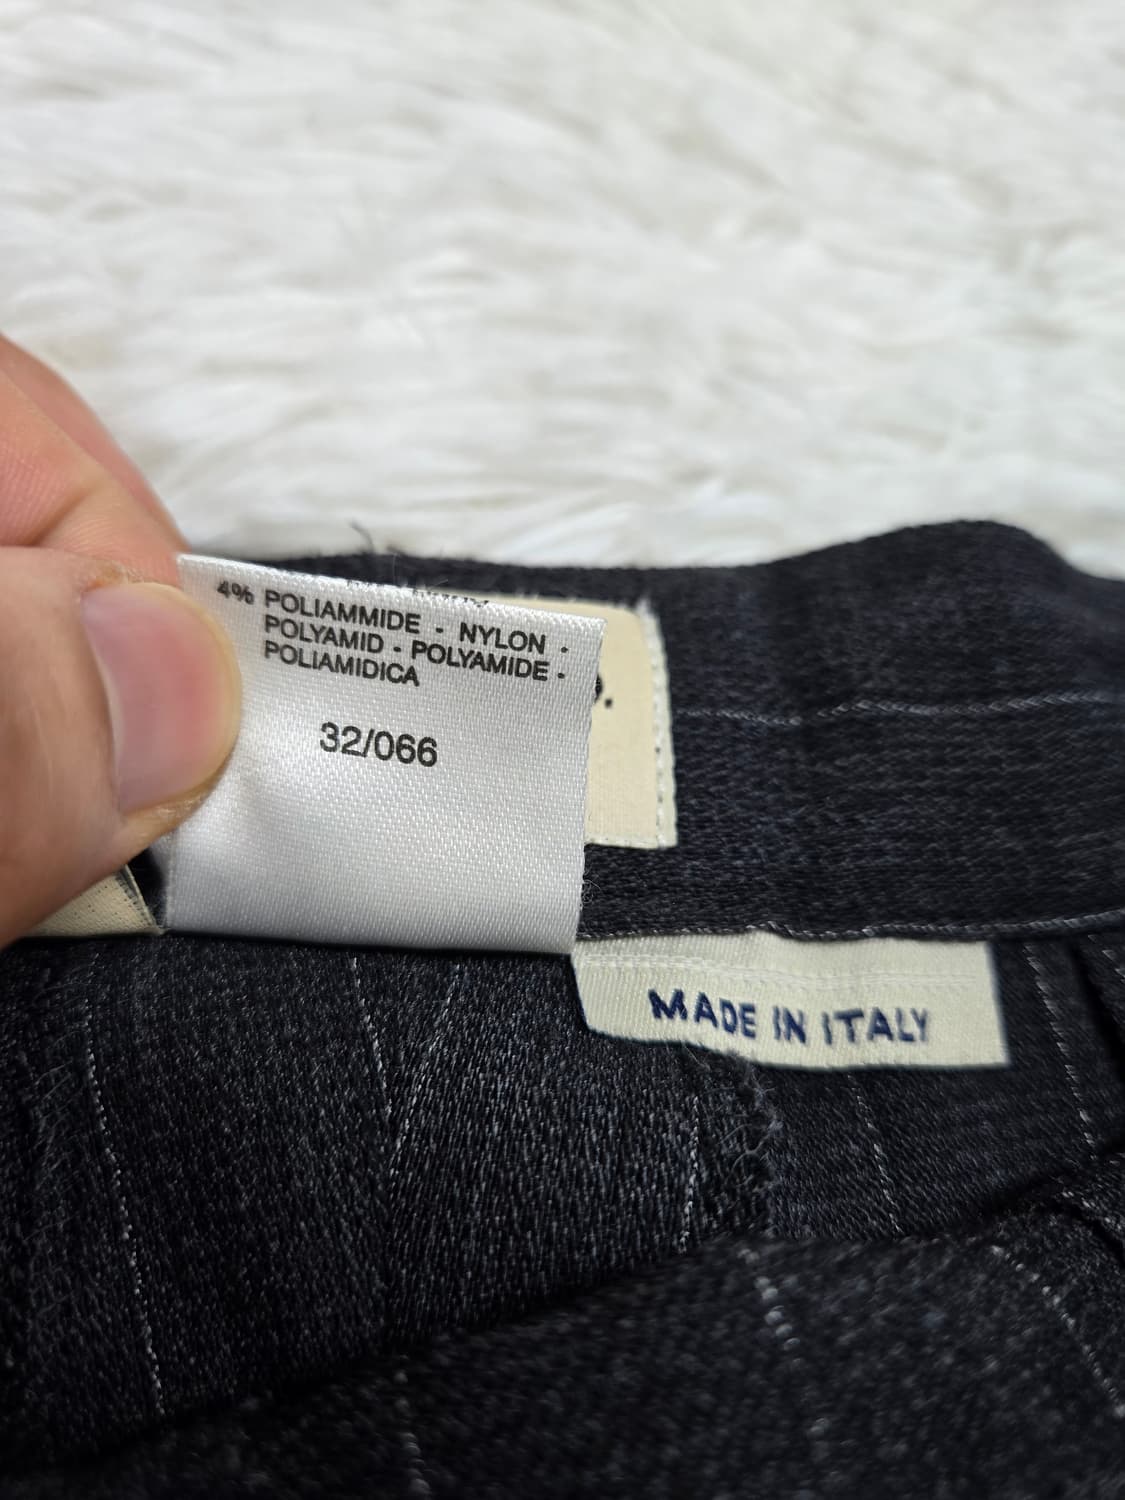 4% POLIAMMIDE - NYLON -
POLYAMID - POLYAMIDE -
POLIAMIDICA
32/066
MADE IN ITALY